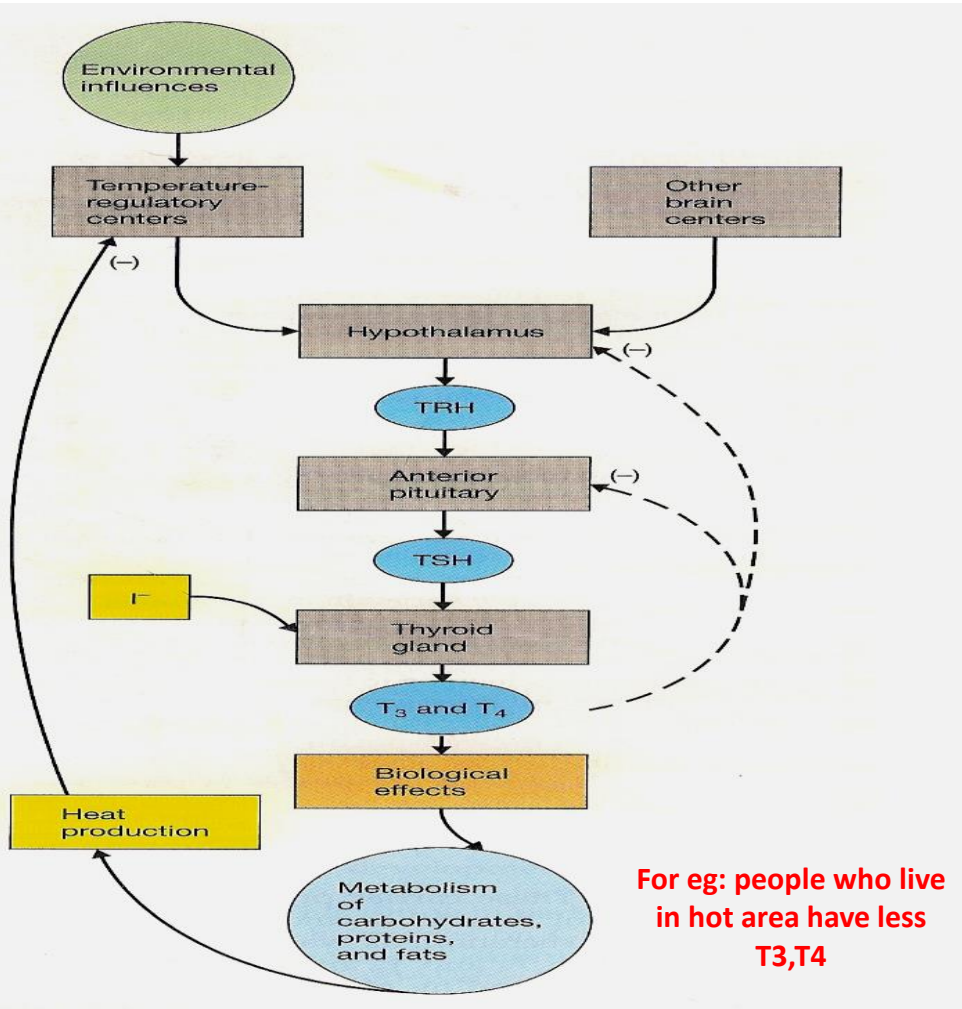 Environmental
influences
Temperature-
regulatory
centers
Other
brain
centers
(−)
Hypothalamus
(−)
TRH
Anterior
pituitary
(−)
TSH
I⁻
Thyroid
gland
T₃ and T₄
Biological
effects
Heat
production
Metabolism
of
carbohydrates,
proteins,
and fats
For eg: people who live
in hot area have less
T3,T4